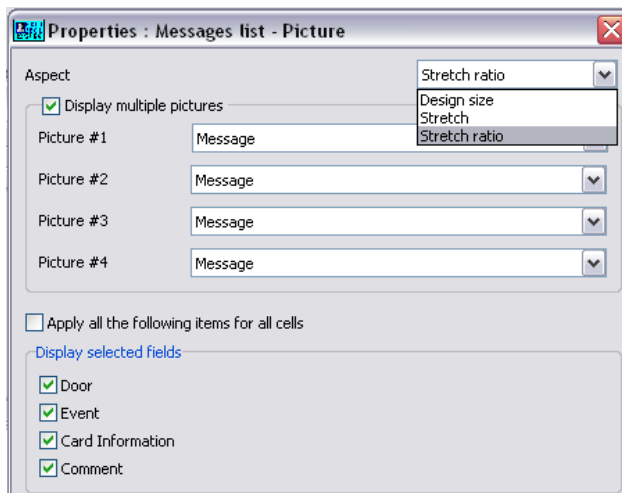 Properties : Messages list - Picture
Aspect
Stretch ratio
Design size
Stretch
Stretch ratio
Display multiple pictures
Picture #1 Message
Picture #2 Message
Picture #3 Message
Picture #4 Message
Apply all the following items for all cells
Display selected fields
Door
Event
Card Information
Comment